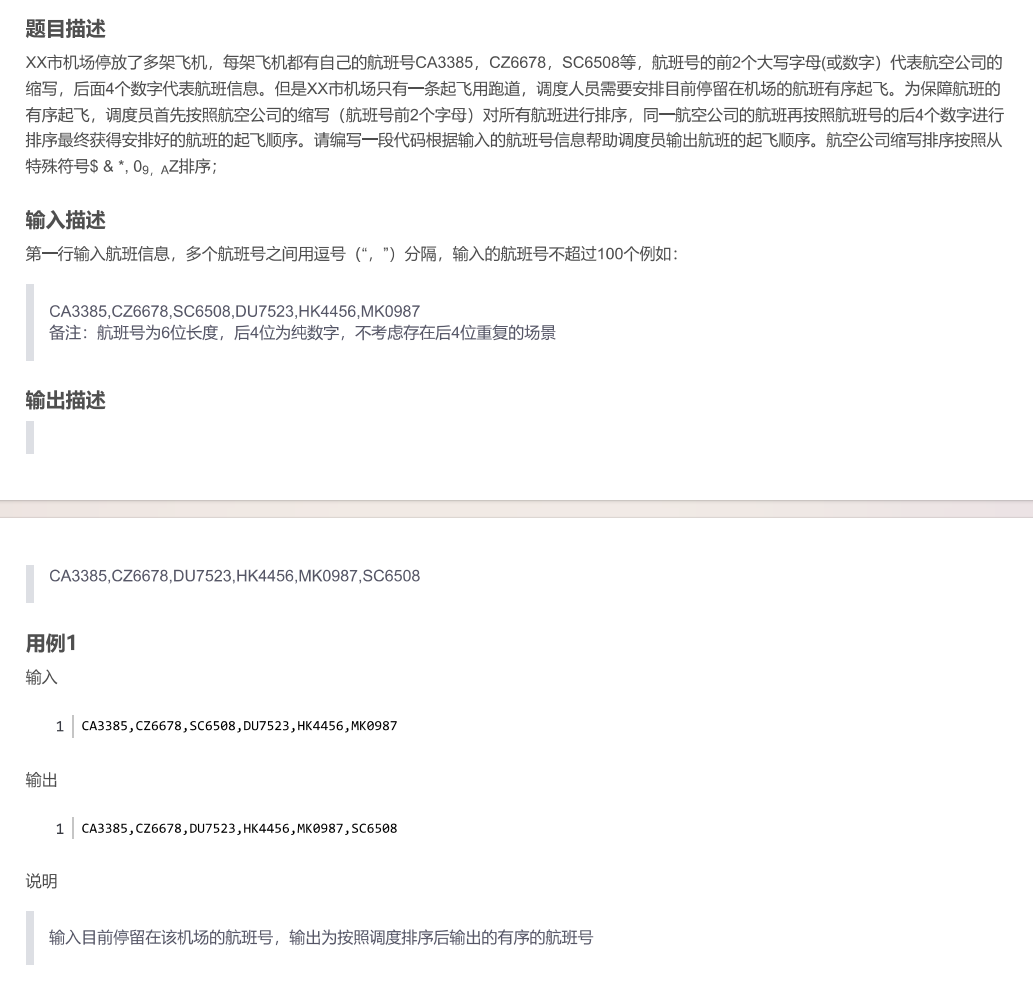 题目描述
XX市机场停放了多架飞机，每架飞机都有自己的航班号CA3385，CZ6678，SC6508等，航班号的前2个大写字母(或数字）代表航空公司的
缩写，后面4个数字代表航班信息。但是XX市机场只有一条起飞用跑道，调度人员需要安排目前停留在机场的航班有序起飞。为保障航班的
有序起飞，调度员首先按照航空公司的缩写（航班号前2个字母）对所有航班进行排序，同一航空公司的航班再按照航班号的后4个数字进行
排序最终获得安排好的航班的起飞顺序。请编写一段代码根据输入的航班号信息帮助调度员输出航班的起飞顺序。航空公司缩写排序按照从
特殊符号$ & *, 09，AZ排序；
输入描述
第一行输入航班信息，多个航班号之间用逗号（“，”）分隔，输入的航班号不超过100个例如：
CA3385,CZ6678,SC6508,DU7523,HK4456,MK0987
备注：航班号为6位长度，后4位为纯数字，不考虑存在后4位重复的场景
输出描述
CA3385,CZ6678,DU7523,HK4456,MK0987,SC6508
用例1
输入
1 CA3385,CZ6678,SC6508,DU7523,HK4456,MK0987
输出
1 CA3385,CZ6678,DU7523,HK4456,MK0987,SC6508
说明
输入目前停留在该机场的航班号，输出为按照调度排序后输出的有序的航班号